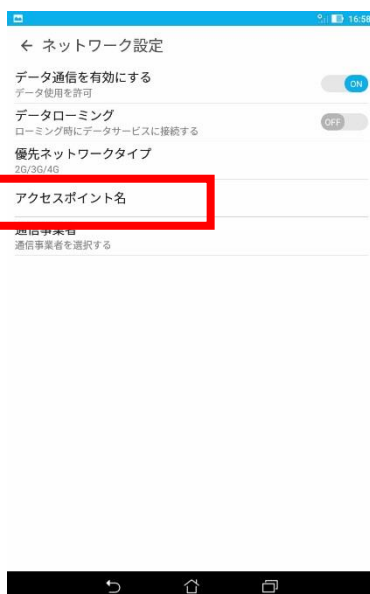 16:58
ネットワーク設定
データ通信を有効にする
ON
データ使用を許可
データローミング
OFF
ローミング時にデータサービスに接続する
優先ネットワークタイプ
2G/3G/4G
アクセスポイント名
通信事業者
通信事業者を選択する